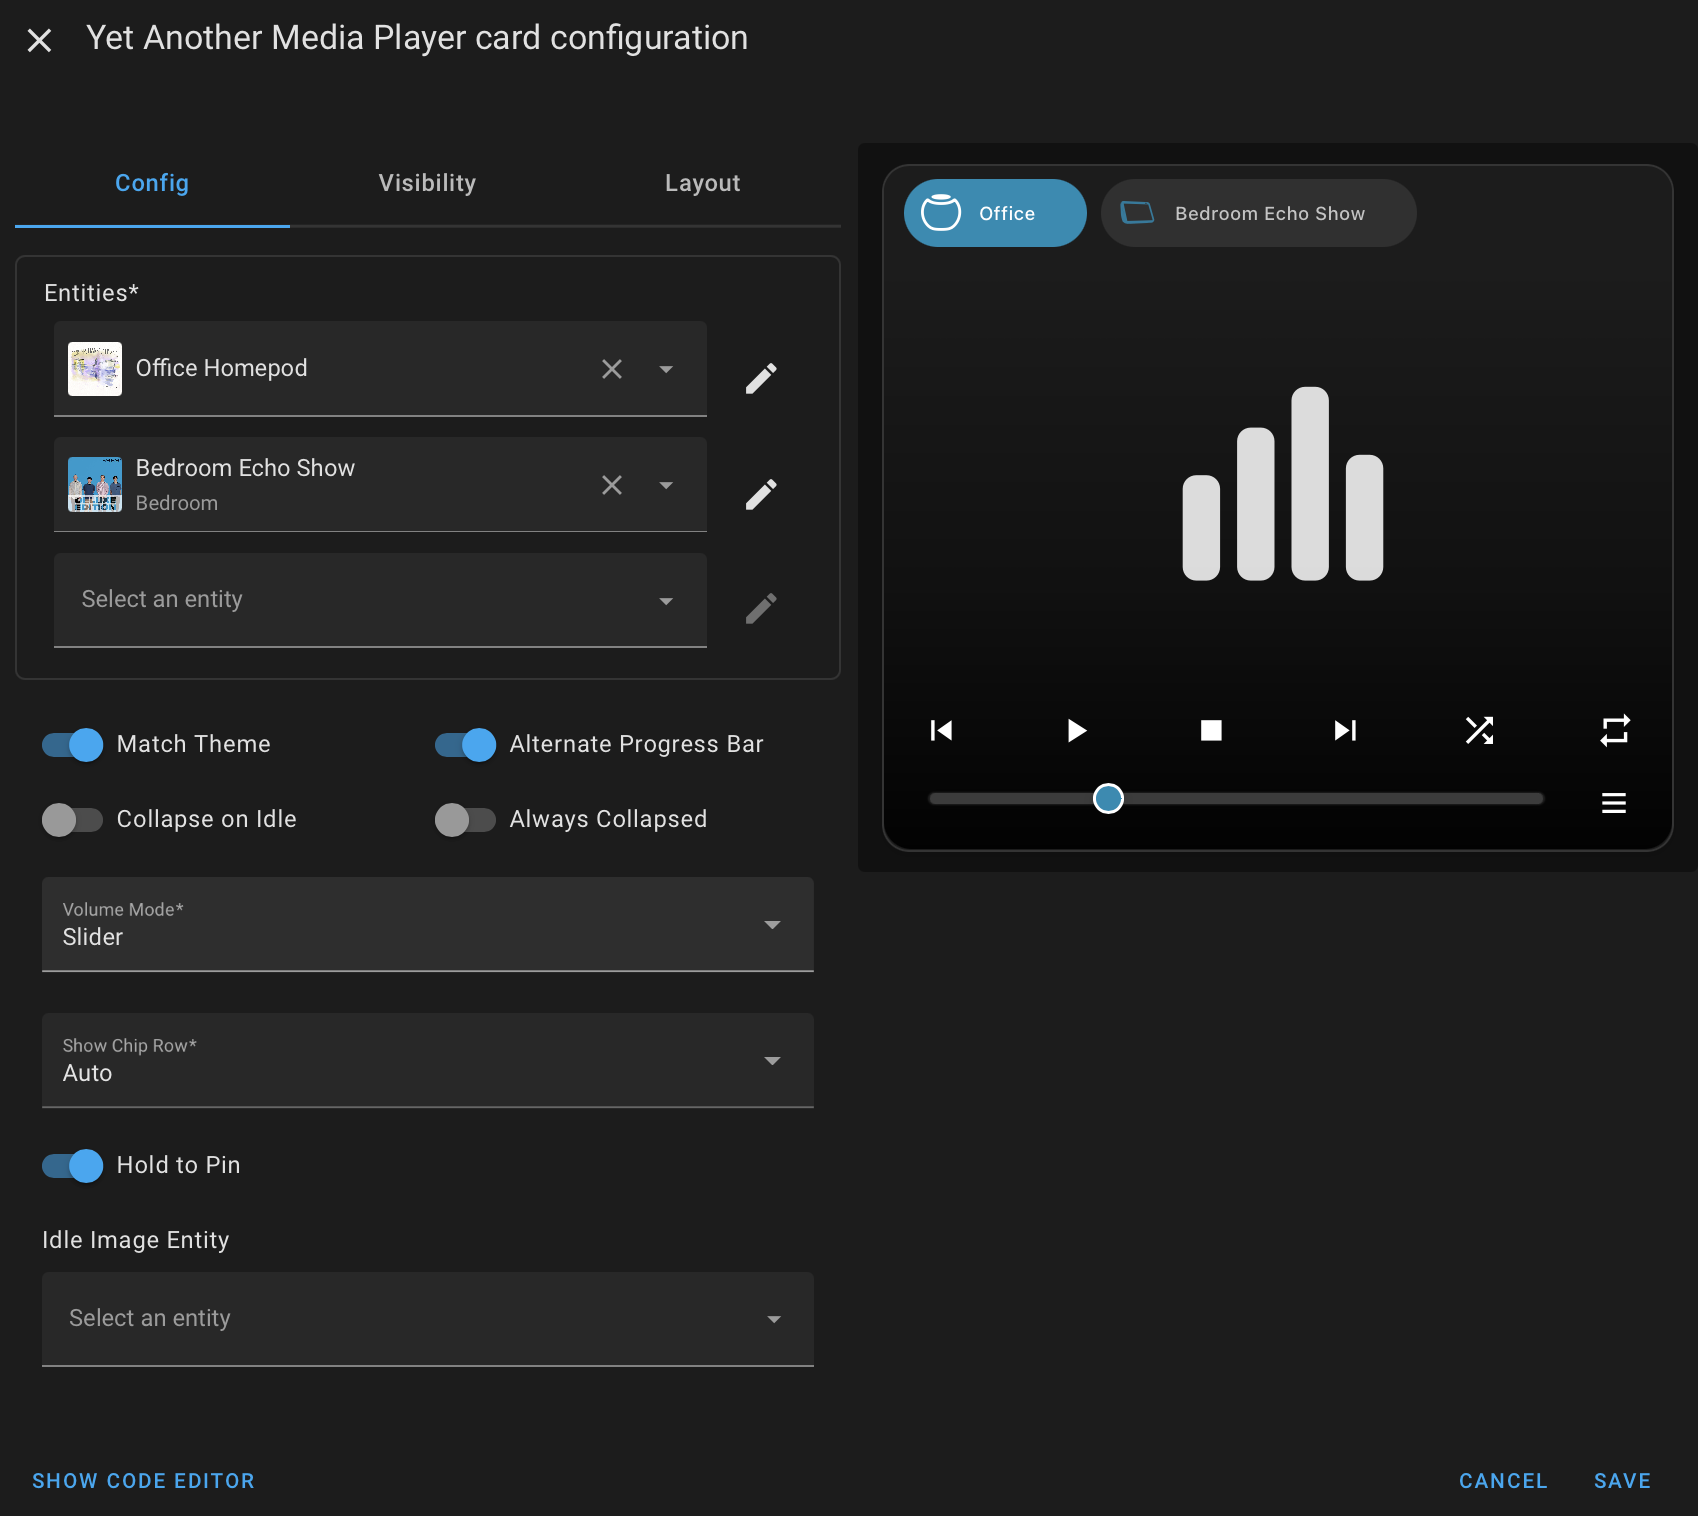 Yet Another Media Player card configuration
Config
Visibility
Layout
Entities*
Office Homepod
Bedroom Echo Show
Bedroom
Select an entity
Match Theme
Alternate Progress Bar
Collapse on Idle
Always Collapsed
Volume Mode*
Slider
Show Chip Row*
Auto
Hold to Pin
Idle Image Entity
Select an entity
Office
Bedroom Echo Show
SHOW CODE EDITOR
CANCEL
SAVE